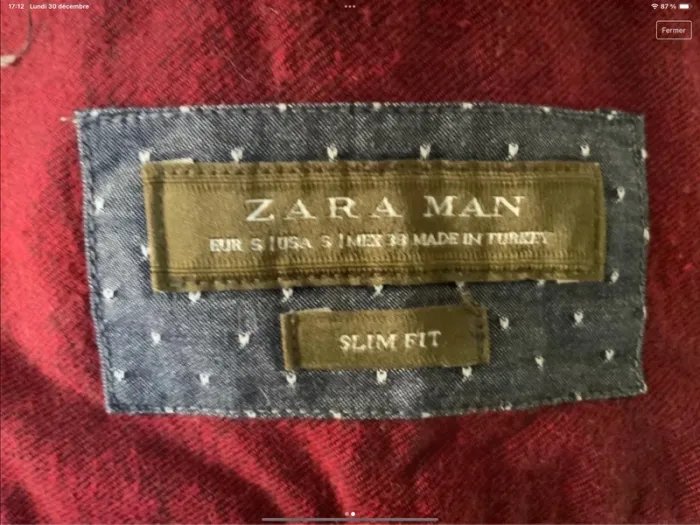 17:12 Lundi 30 décembre
87 %
Fermer
ZARA MAN
EUR S | USA S | MEX 38 MADE IN TURKEY
SLIM FIT